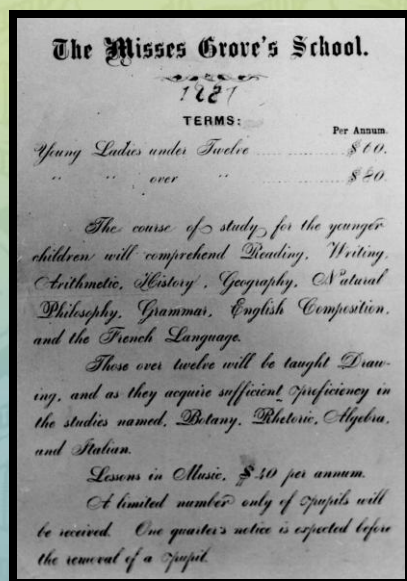 The Misses Grove's School.
TERMS:
Per Annum.
Young Ladies under Twelve ............ $60.
" " over " ............ $80.
The course of study for the younger
children will comprehend Reading, Writing,
Arithmetic, History, Geography, Natural
Philosophy, Grammar, English Composition,
and the French Language.
Those over twelve will be taught Draw-
ing, and as they acquire sufficient proficiency in
the studies named, Botany, Rhetoric, Algebra,
and Italian.
Lessons in Music, $40 per annum.
A limited number only of pupils will
be received. One quarter's notice is expected before
the removal of a pupil.